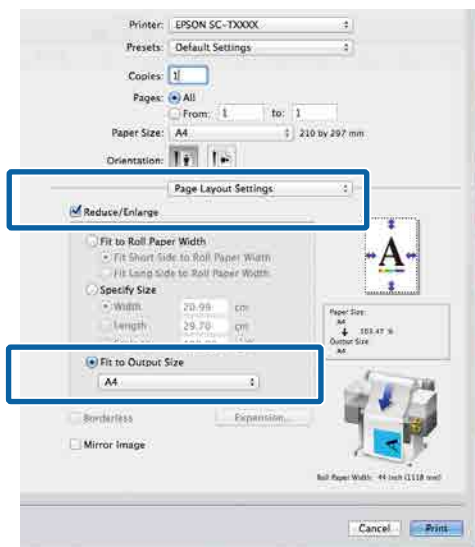 Printer: EPSON SC-TXXXX
Presets: Default Settings
Copies: 1
Pages: All
From: 1 to: 1
Paper Size: A4 210 by 297 mm
Orientation:
Page Layout Settings
Reduce/Enlarge
Fit to Roll Paper Width
Fit Short Side to Roll Paper Width
Fit Long Side to Roll Paper Width
Specify Size
Width 20.99 cm
Length 29.70 cm
Fit to Output Size
A4
Borderless Expansion...
Mirror Image
A
Paper Size:
A4
103.47 %
Output Size
A4
Roll Paper Width: 44 inch (1118 mm)
Cancel Print